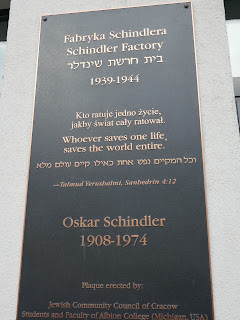 Fabryka Schindlera
Schindler Factory
בית חרשת שינדלר
1939-1944
Kto ratuje jedno życie,
jakby świat cały ratował.
Whoever saves one life,
saves the world entire.
וכל המקיים נפש אחת כאילו קיים עולם מלא
—Talmud Yerushalmi, Sanhedrin 4:12
Oskar Schindler
1908-1974
Plaque erected by:
Jewish Community Council of Cracow
Students and Faculty of Albion College (Michigan, USA)